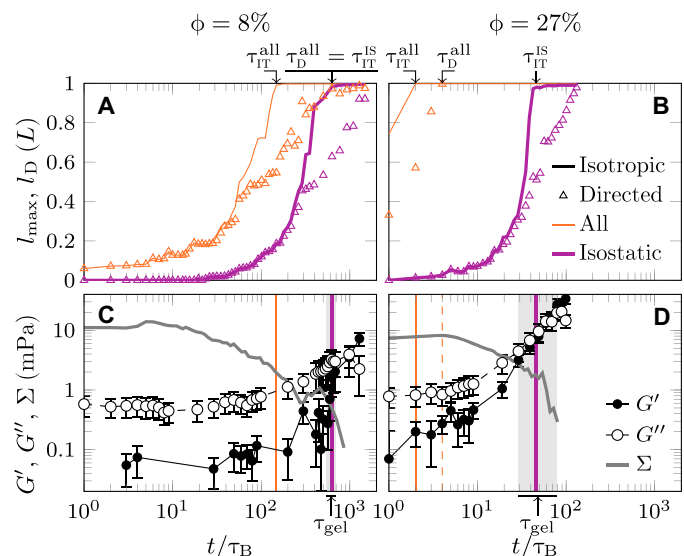 ϕ = 8% ϕ = 27%
τ_IT^all τ_D^all = τ_IT^IS τ_IT^all τ_D^all τ_IT^IS
A B
1
0.8
0.6
0.4
0.2
0
l_max, l_D (L)
Isotropic
Directed
All
Isostatic
C D
10
1
0.1
G′, G″, Σ (mPa)
G′
G″
Σ
10^0 10^1 10^2 10^3 10^0 10^1 10^2 10^3
τ_gel τ_gel
t/τ_B t/τ_B